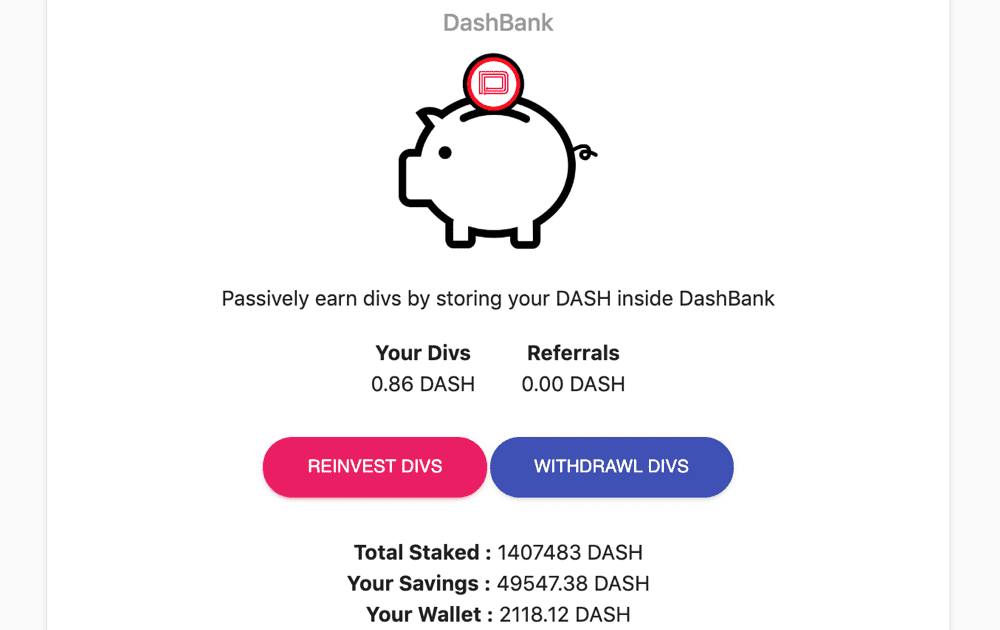 DashBank
Passively earn divs by storing your DASH inside DashBank
Your Divs Referrals
0.86 DASH 0.00 DASH
REINVEST DIVS WITHDRAWL DIVS
Total Staked : 1407483 DASH
Your Savings : 49547.38 DASH
Your Wallet : 2118.12 DASH